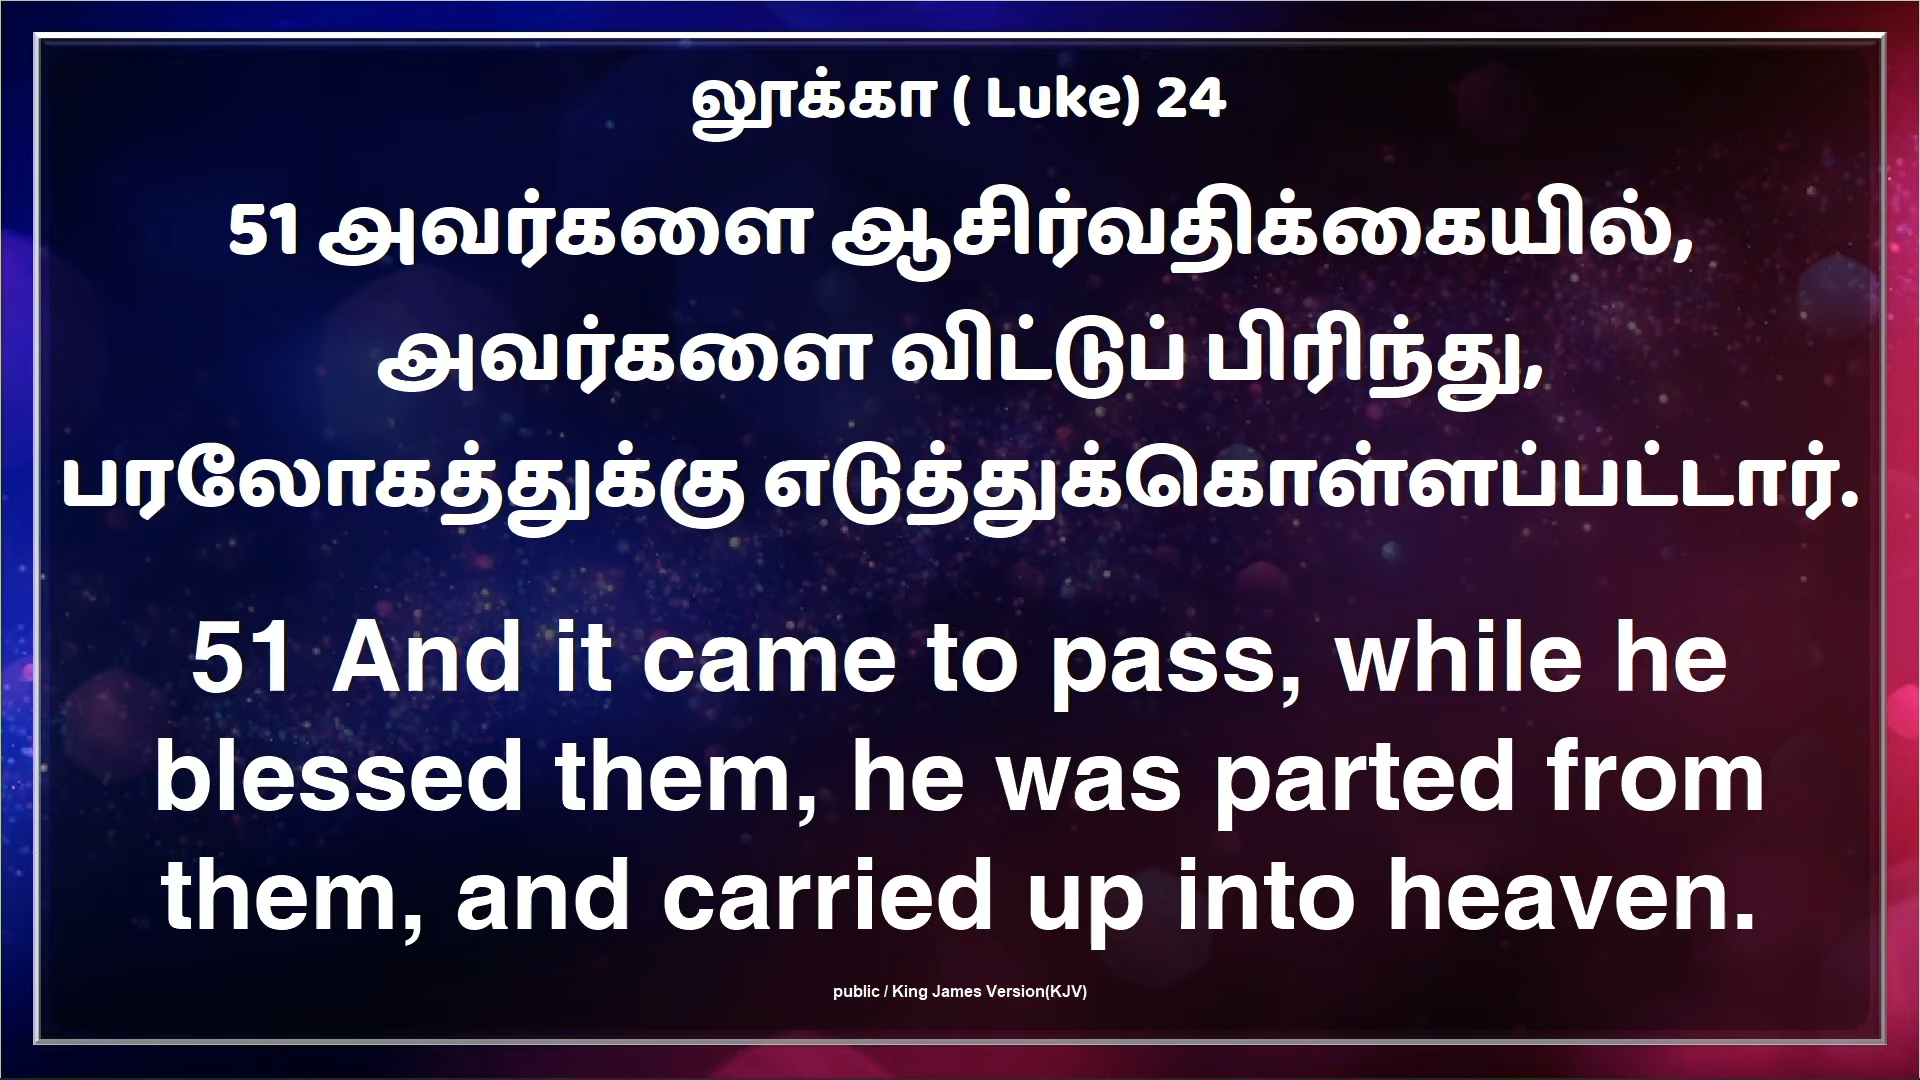 லூக்கா ( Luke) 24
51 அவர்களை ஆசிர்வதிக்கையில்,
அவர்களை விட்டுப் பிரிந்து,
பரலோகத்துக்கு எடுத்துக்கொள்ளப்பட்டார்.
51 And it came to pass, while he
blessed them, he was parted from
them, and carried up into heaven.
public / King James Version(KJV)